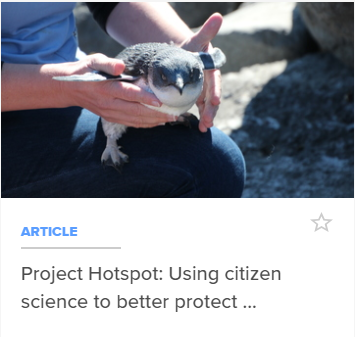 ARTICLE
Project Hotspot: Using citizen
science to better protect ...